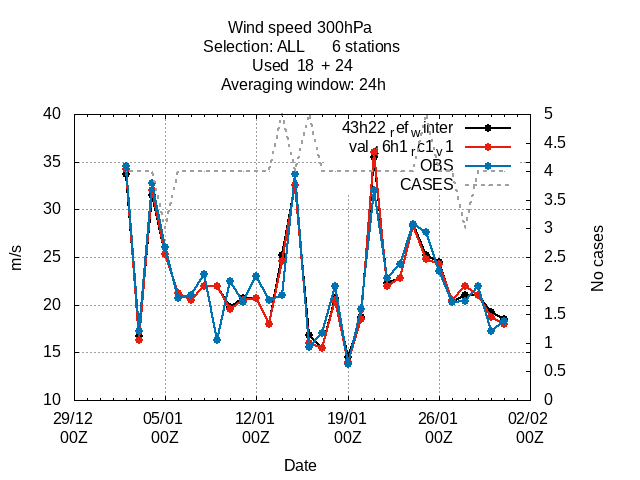 Wind speed 300hPa
Selection: ALL 6 stations
Used 18 + 24
Averaging window: 24h
43h22_ref_winter
val_6h1_rc1_v1
OBS
CASES
m/s
No cases
40
35
30
25
20
15
10
5
4.5
4
3.5
3
2.5
2
1.5
1
0.5
0
29/12 05/01 12/01 19/01 26/01 02/02
00Z 00Z 00Z 00Z 00Z 00Z
Date